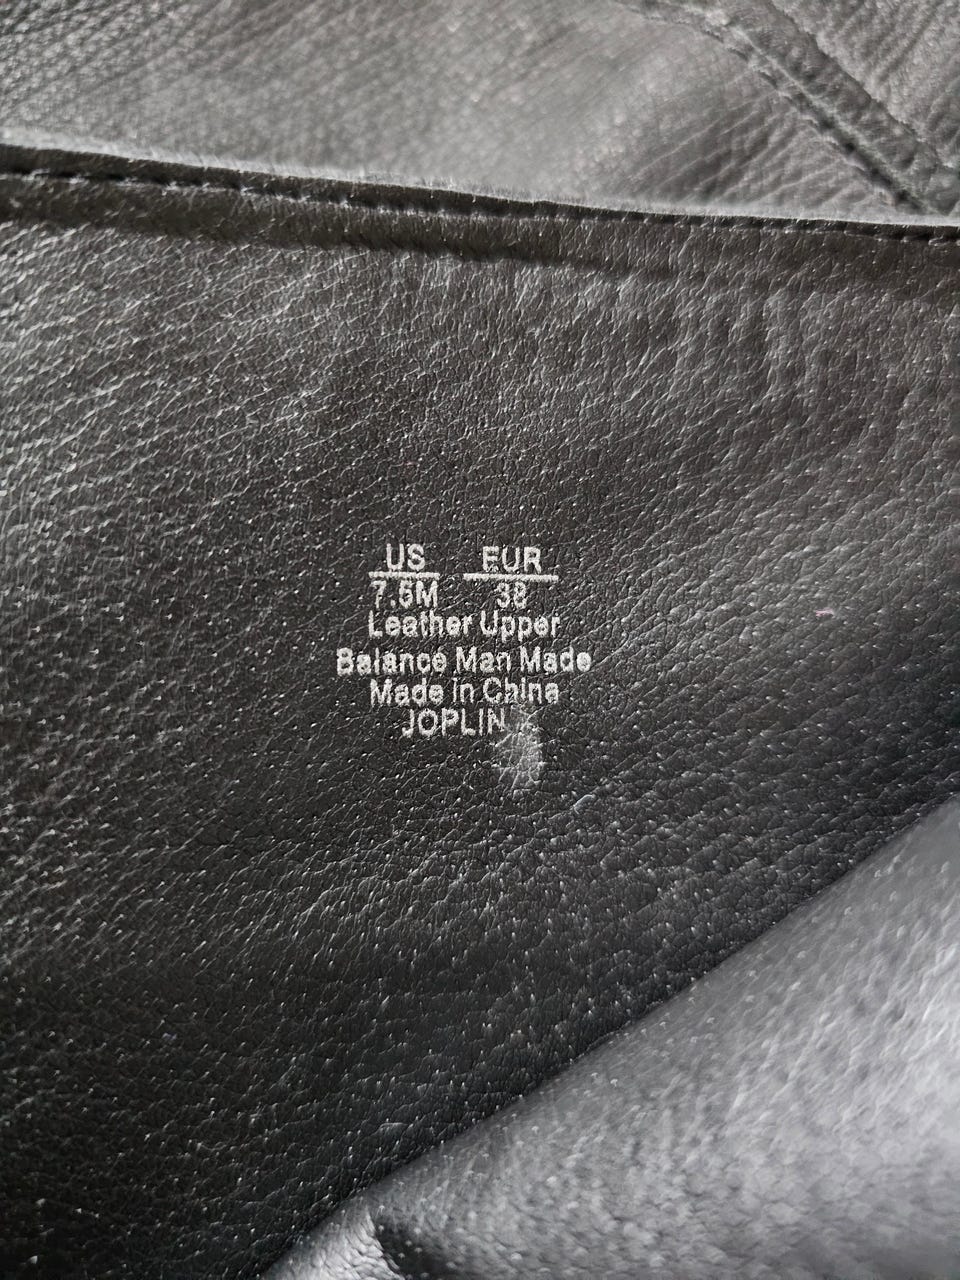 US EUR
7.5M 38
Leather Upper
Balance Man Made
Made in China
JOPLIN